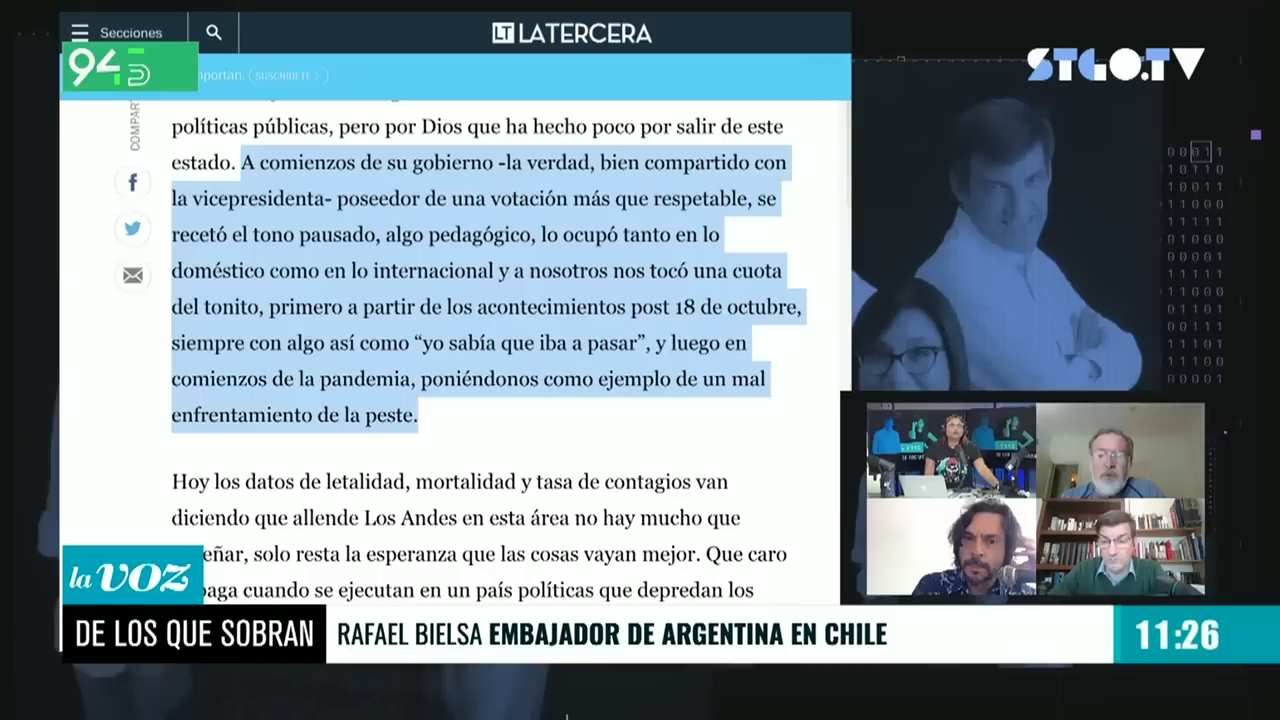 Secciones
LT LATERCERA
94
importan. (SUSCRÍBETE >)
STGO.TV
COMPART
políticas públicas, pero por Dios que ha hecho poco por salir de este
estado. A comienzos de su gobierno -la verdad, bien compartido con
la vicepresidenta- poseedor de una votación más que respetable, se
recetó el tono pausado, algo pedagógico, lo ocupó tanto en lo
doméstico como en lo internacional y a nosotros nos tocó una cuota
del tonito, primero a partir de los acontecimientos post 18 de octubre,
siempre con algo así como “yo sabía que iba a pasar”, y luego en
comienzos de la pandemia, poniéndonos como ejemplo de un mal
enfrentamiento de la peste.
Hoy los datos de letalidad, mortalidad y tasa de contagios van
diciendo que allende Los Andes en esta área no hay mucho que
eñar, solo resta la esperanza que las cosas vayan mejor. Que caro
paga cuando se ejecutan en un país políticas que depredan los
la voz
DE LOS QUE SOBRAN
RAFAEL BIELSA EMBAJADOR DE ARGENTINA EN CHILE
11:26